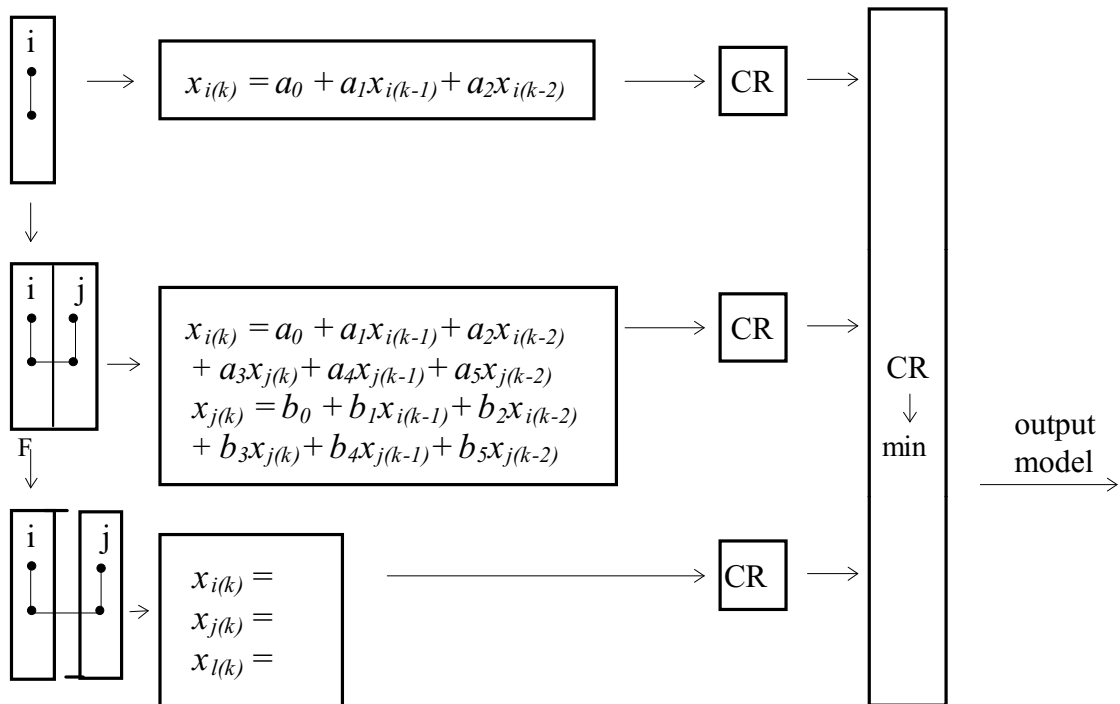 i
x_{i(k)} = a_0 + a_1x_{i(k-1)} + a_2x_{i(k-2)}
CR
i j
x_{i(k)} = a_0 + a_1x_{i(k-1)} + a_2x_{i(k-2)}
+ a_3x_{j(k)} + a_4x_{j(k-1)} + a_5x_{j(k-2)}
x_{j(k)} = b_0 + b_1x_{i(k-1)} + b_2x_{i(k-2)}
+ b_3x_{j(k)} + b_4x_{j(k-1)} + b_5x_{j(k-2)}
CR
F
CR
min
output
model
i j
x_{i(k)} =
x_{j(k)} =
x_{l(k)} =
CR